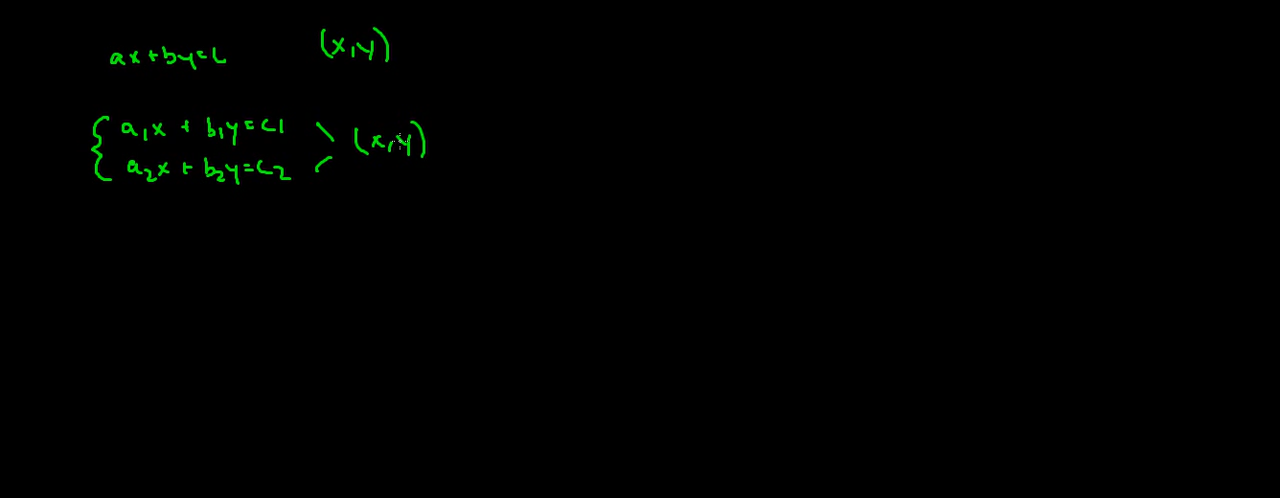 ax+by=c (x,y)
{ a₁x + b₁y=c1
a₂x + b₂y=c₂ (x,y)